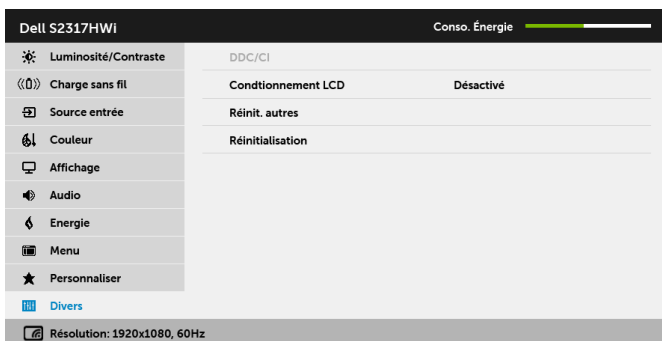 Dell S2317HWi Conso. Énergie
Luminosité/Contraste DDC/CI
Charge sans fil Condtionnement LCD Désactivé
Source entrée Réinit. autres
Couleur Réinitialisation
Affichage
Audio
Energie
Menu
Personnaliser
Divers
Résolution: 1920x1080, 60Hz